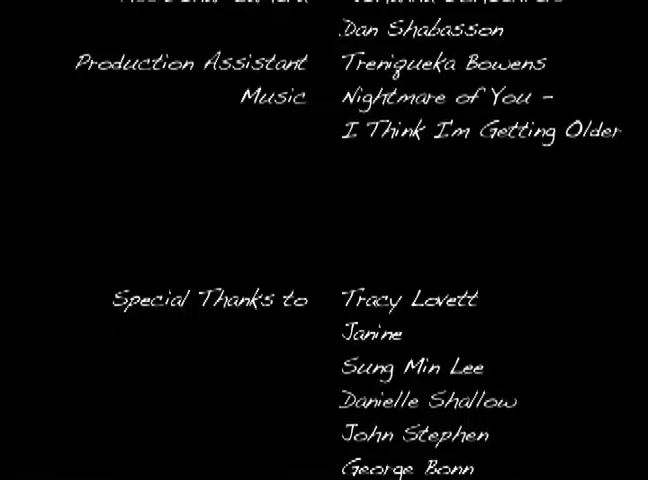 Dan Shabasson
Production Assistant Trenizueka Bowens
Music Nightmare of You -
I Think I'm Getting Older
Special Thanks to Tracy Lovett
Janine
Sung Min Lee
Danielle Shallow
John Stephen
George Bonn